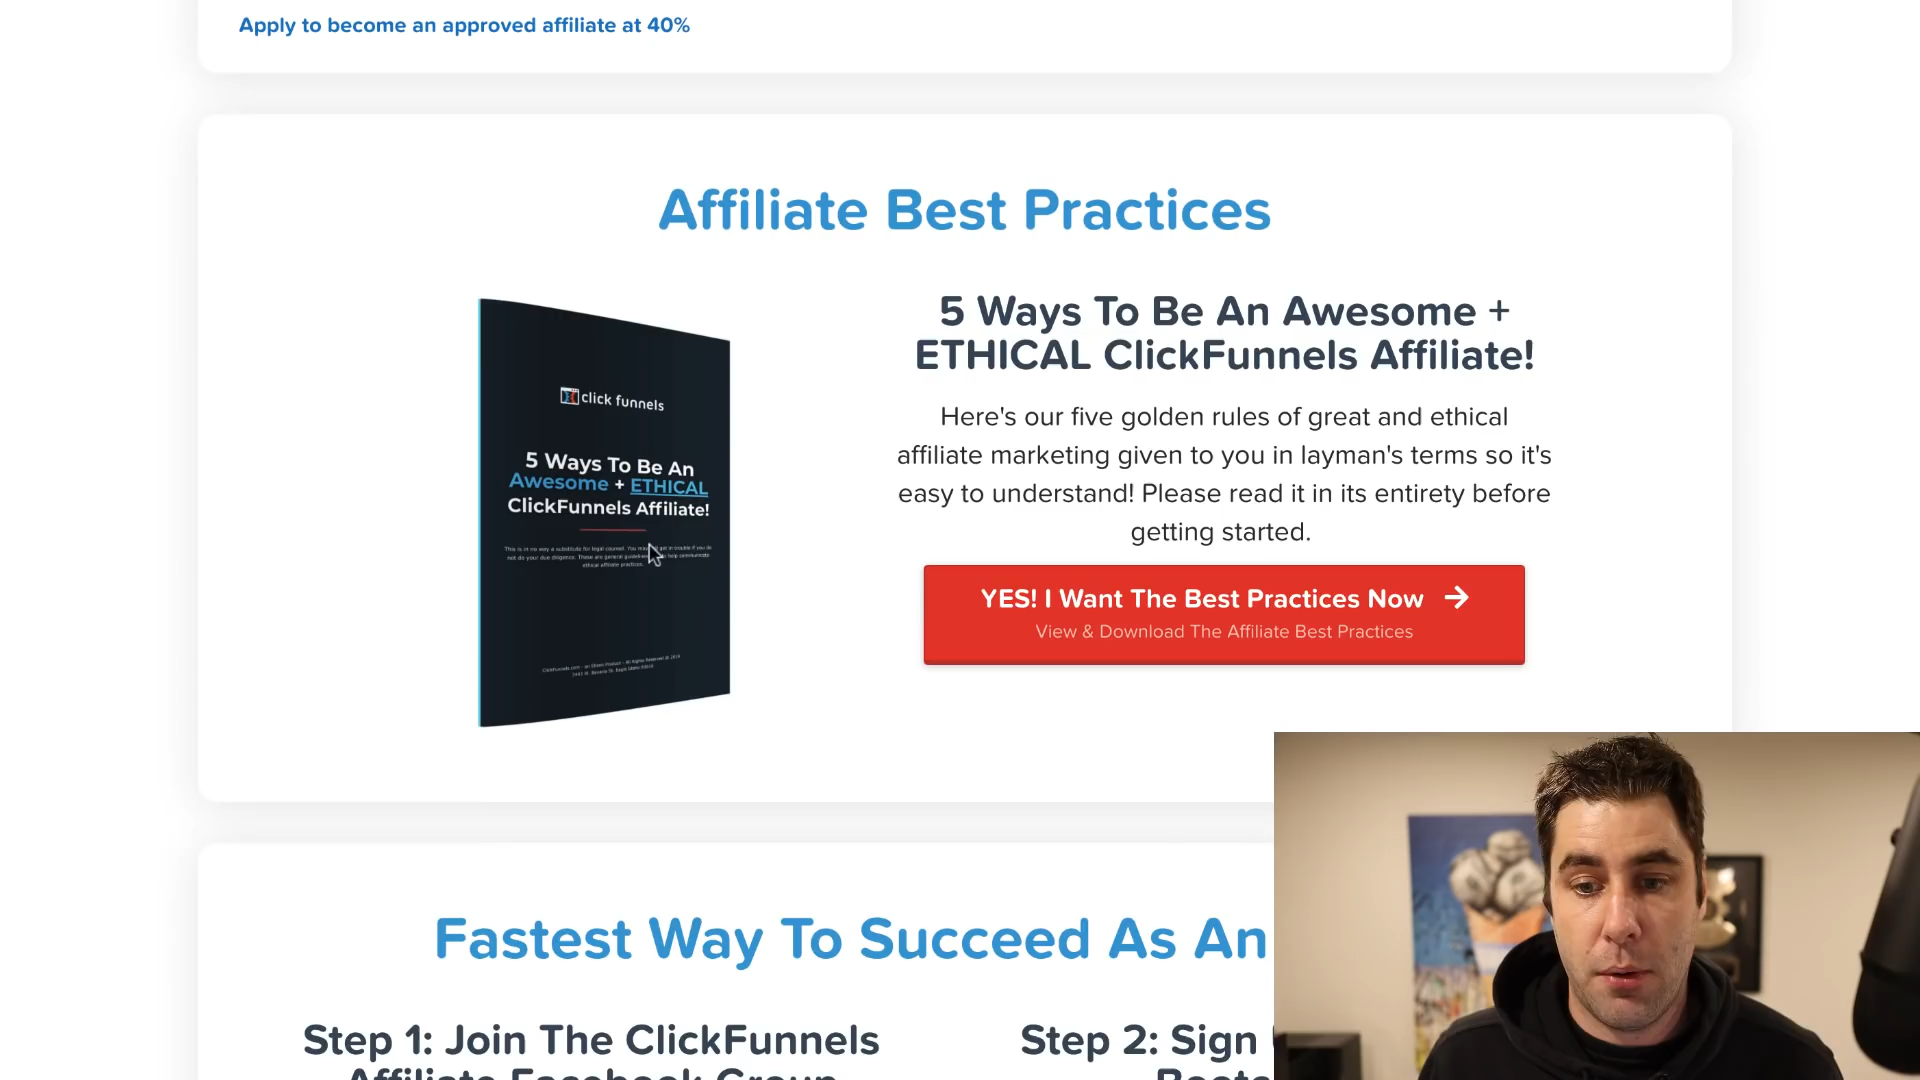 Apply to become an approved affiliate at 40%
Affiliate Best Practices
click funnels
5 Ways To Be An
Awesome + ETHICAL
ClickFunnels Affiliate!
5 Ways To Be An Awesome +
ETHICAL ClickFunnels Affiliate!
Here's our five golden rules of great and ethical
affiliate marketing given to you in layman's terms so it's
easy to understand! Please read it in its entirety before
getting started.
YES! I Want The Best Practices Now
View & Download The Affiliate Best Practices
Fastest Way To Succeed As An
Step 1: Join The ClickFunnels
Affiliate Facebook Group
Step 2: Sign